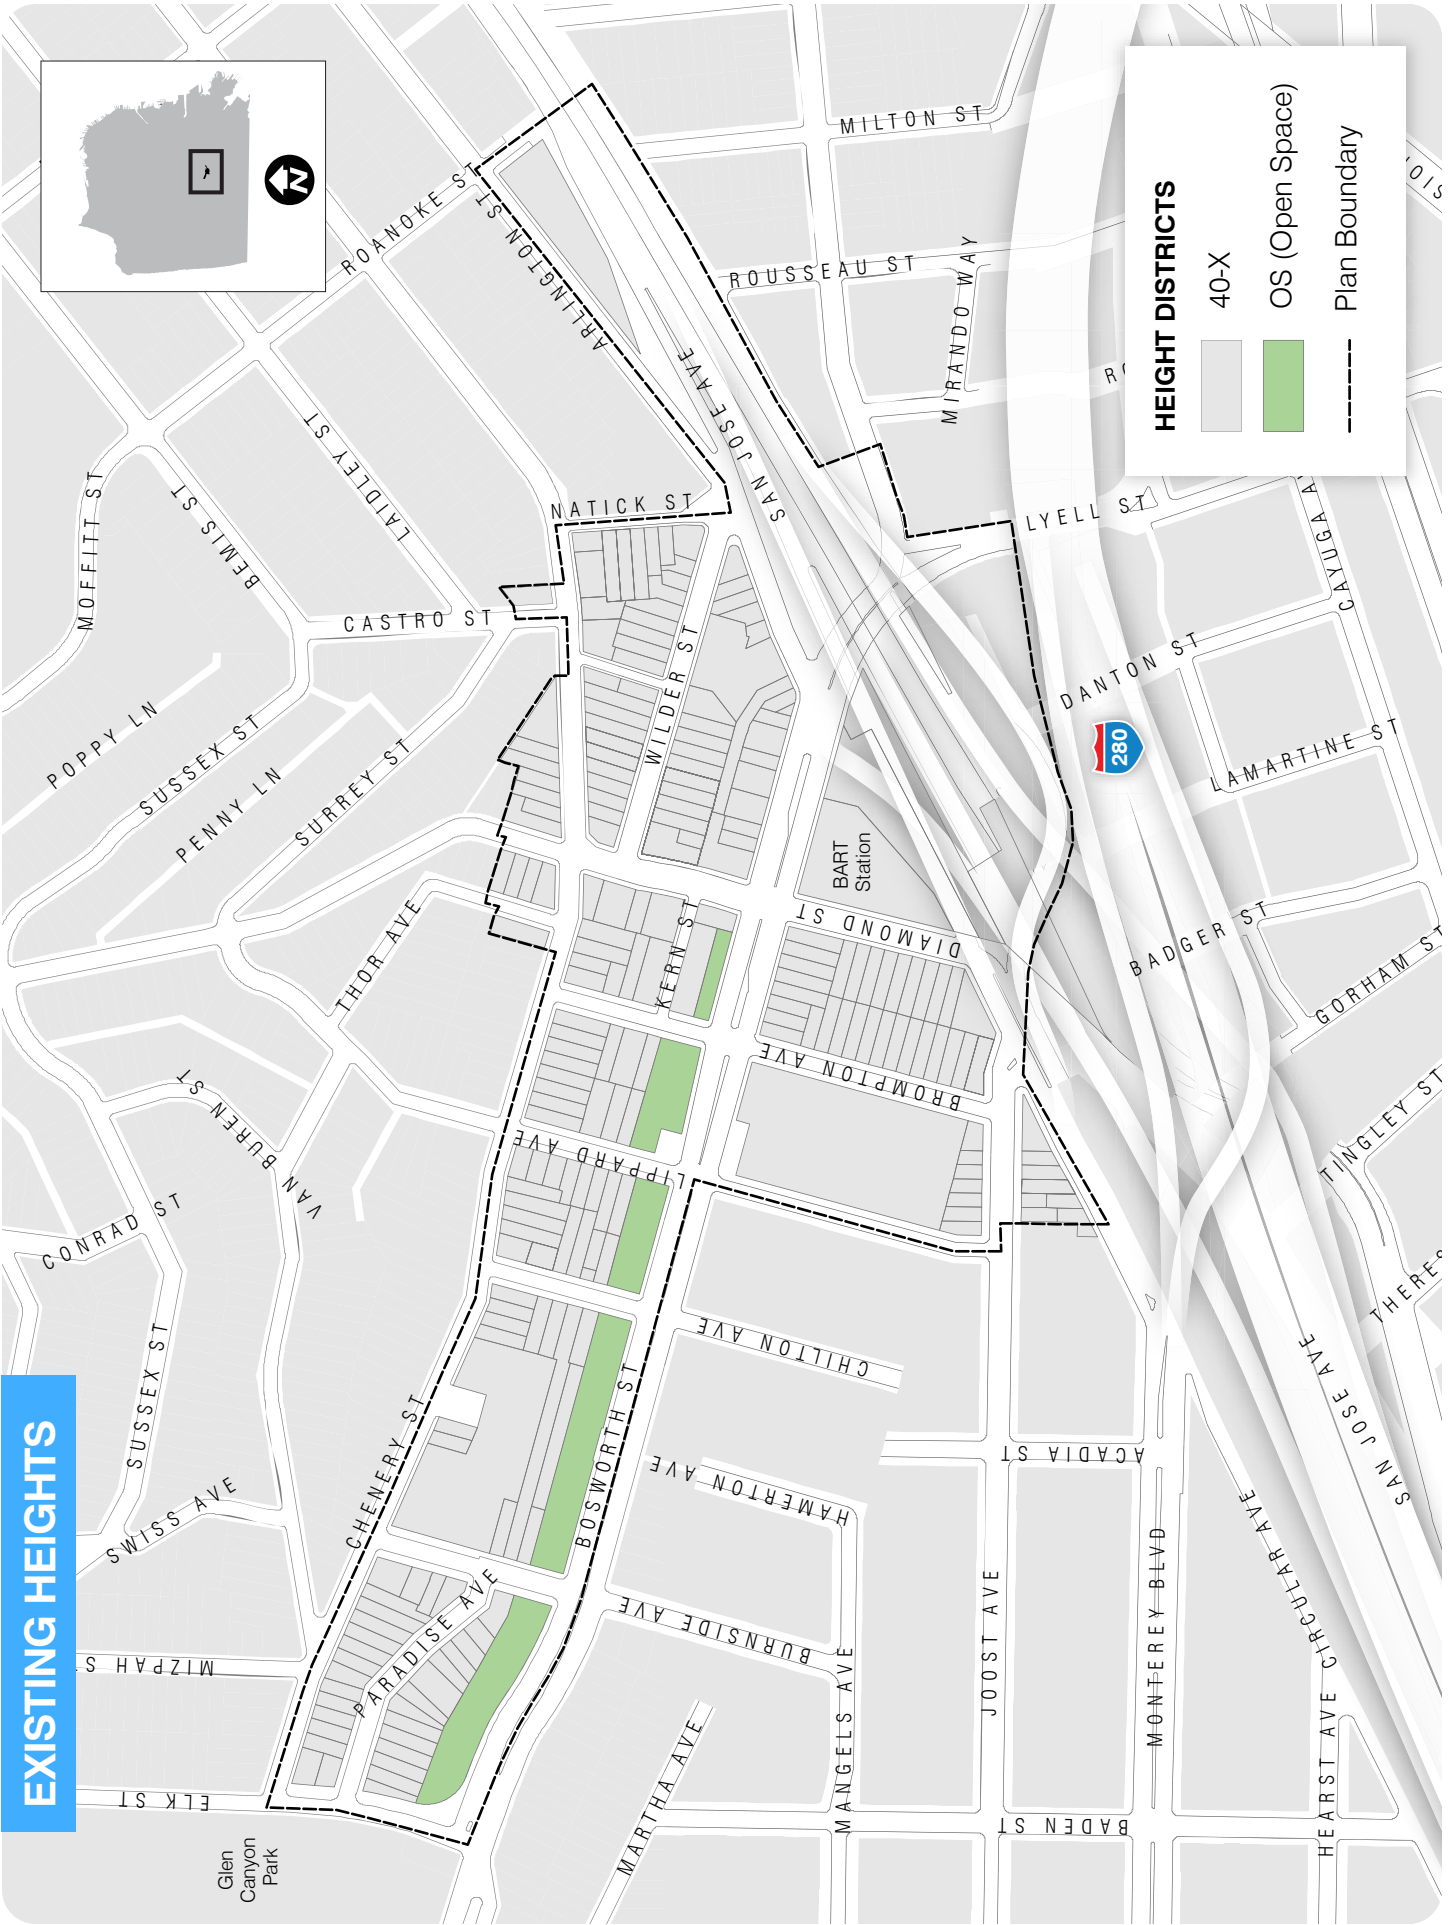 EXISTING HEIGHTS
N
HEIGHT DISTRICTS
40-X
OS (Open Space)
Plan Boundary
Glen
Canyon
Park
ELK ST
MIZPAH S
SWISS AVE
SUSSEX ST
CONRAD ST
VAN BUREN ST
THOR AVE
SURREY ST
PENNY LN
SUSSEX ST
POPPY LN
CASTRO ST
MOFFITT ST
BEMIS ST
LAIDLEY ST
ROANOKE ST
ARLINGTON ST
NATICK ST
CHENERY ST
PARADISE AVE
BOSWORTH ST
LIPPARD AVE
KERN ST
WILDER ST
DIAMOND ST
BROMPTON AVE
BART
Station
SAN JOSE AVE
MILTON ST
ROUSSEAU ST
MIRANDO WAY
LYELL ST
CAYUGA A
DANTON ST
280
LAMARTINE ST
BADGER ST
GORHAM ST
TINGLEY ST
THERES
SAN JOSE AVE
CIRCULAR AVE
MONTEREY BLVD
HEARST AVE
BADEN ST
ACADIA ST
JOOST AVE
MANGELS AVE
MARTHA AVE
BURNSIDE AVE
HAMERTON AVE
CHILTON AVE